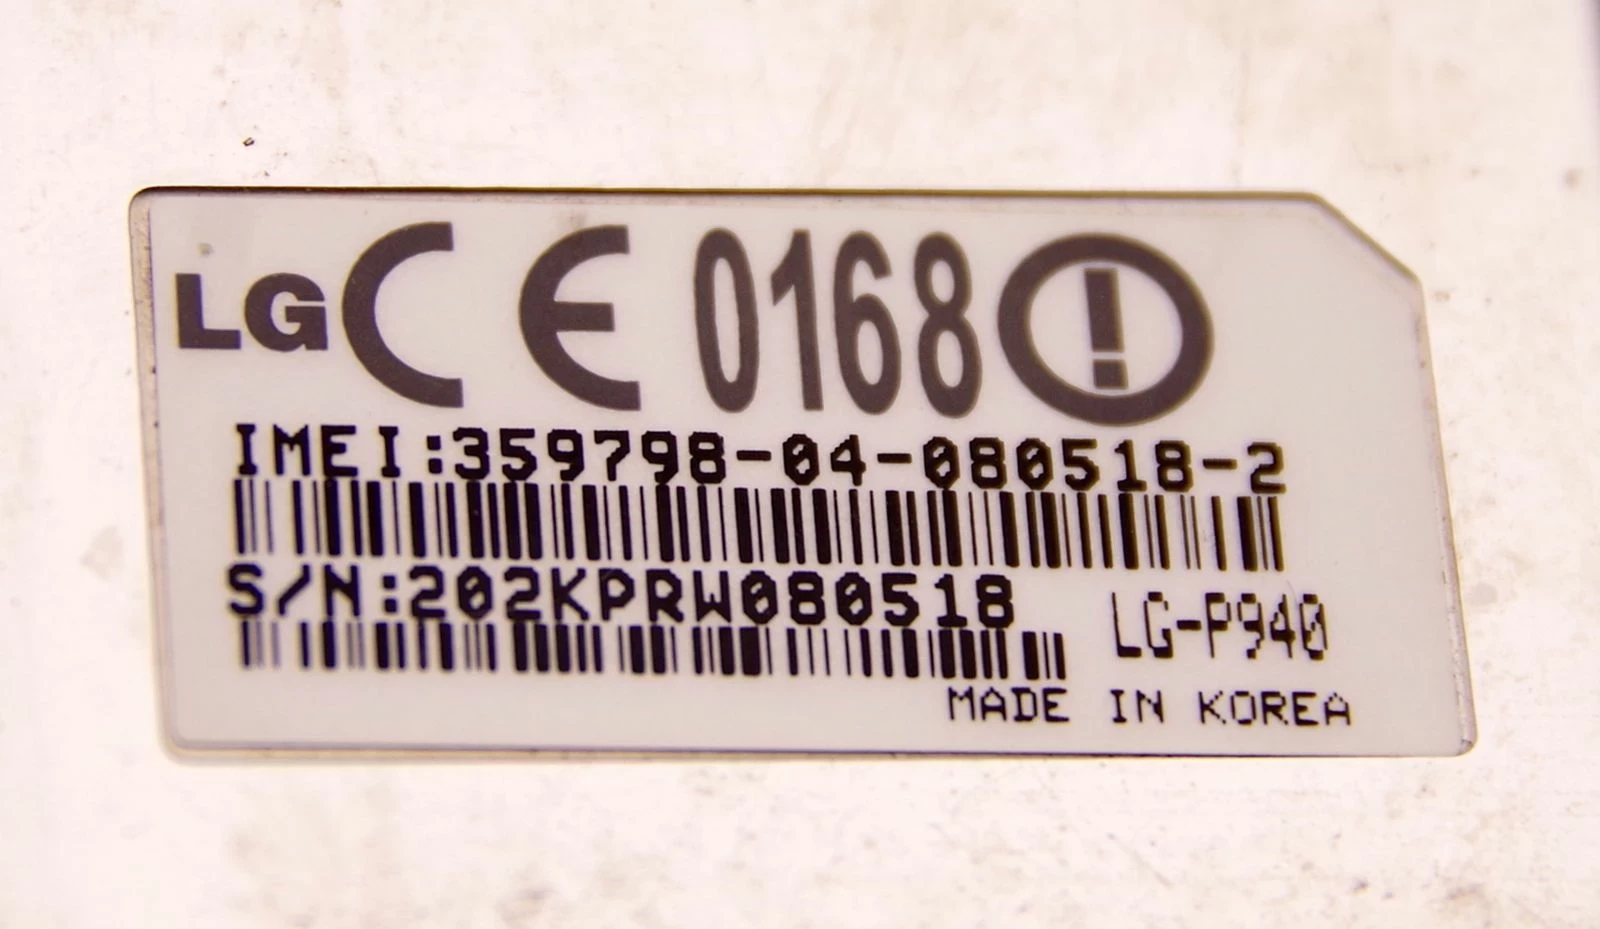 LG CE 0168 !
IMEI:359798-04-080518-2
S/N:202KPRW080518
LG-P940
MADE IN KOREA